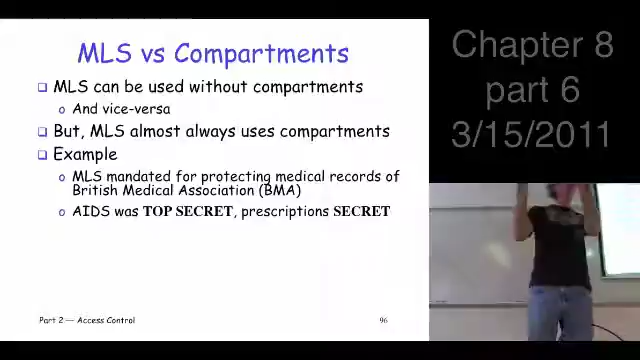 MLS vs Compartments
MLS can be used without compartments
And vice-versa
But, MLS almost always uses compartments
Example
MLS mandated for protecting medical records of
British Medical Association (BMA)
AIDS was TOP SECRET, prescriptions SECRET
Part 2 — Access Control
96
Chapter 8
part 6
3/15/2011